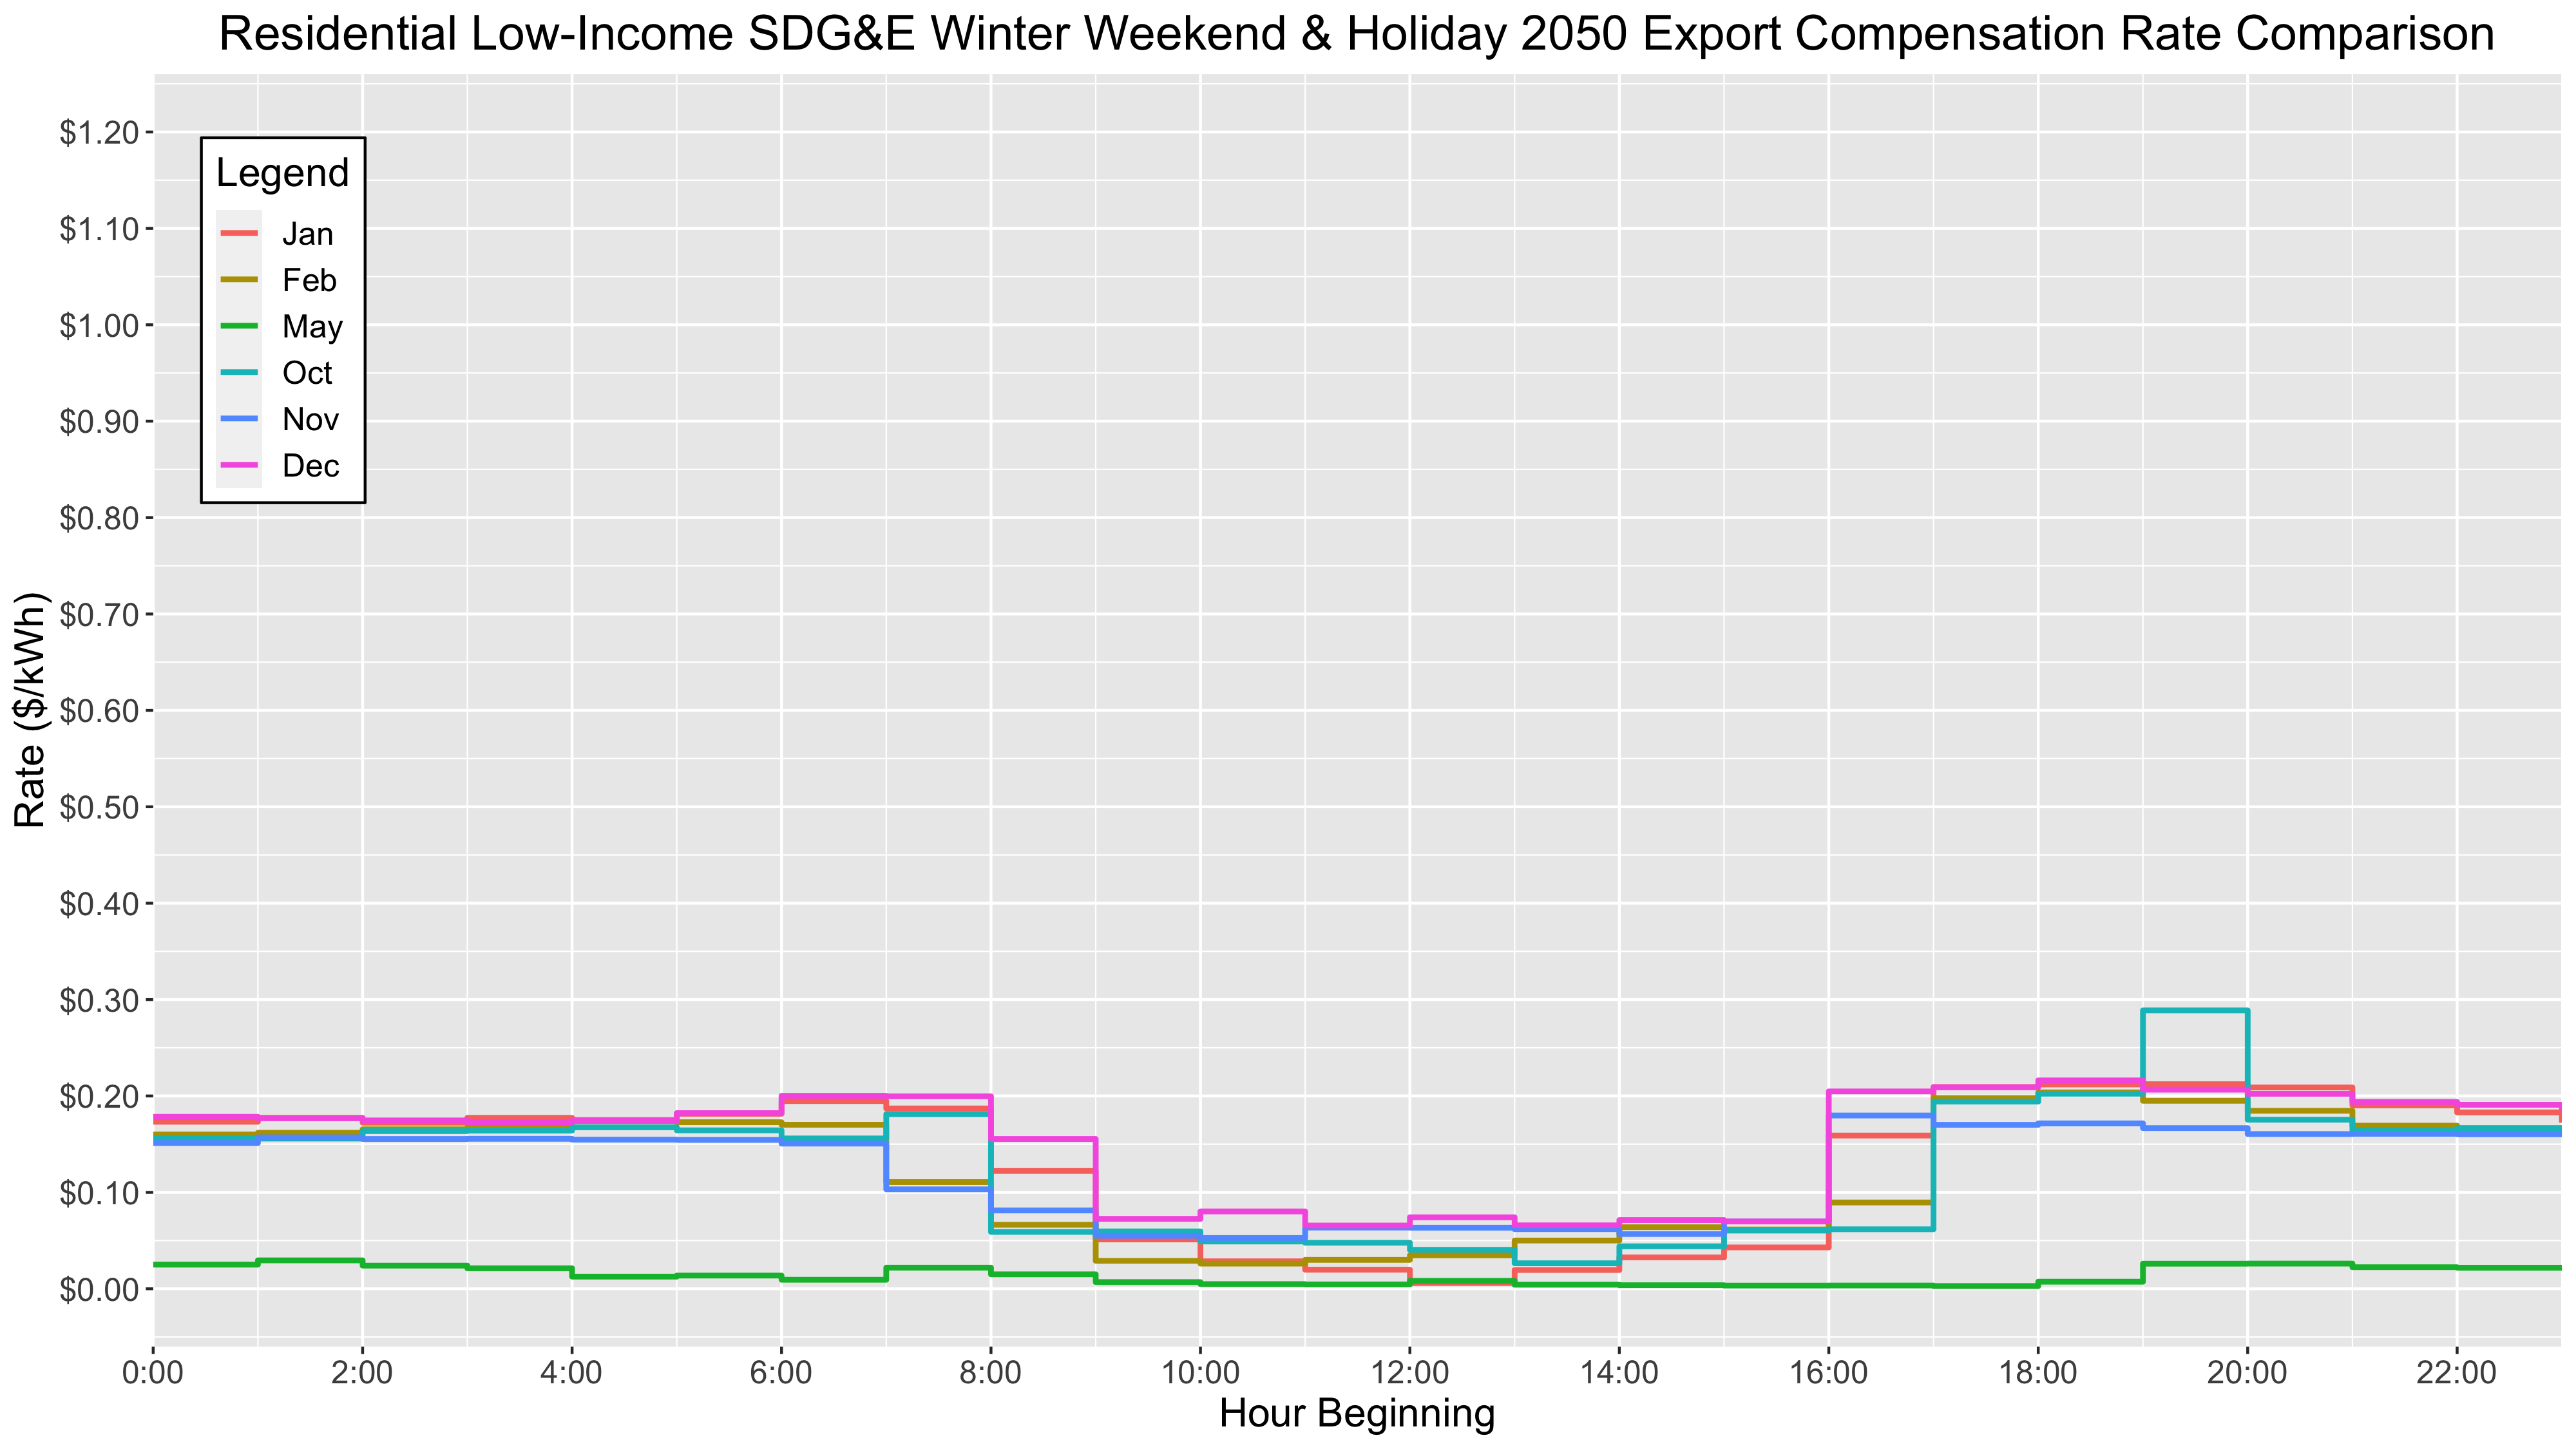 Residential Low-Income SDG&E Winter Weekend & Holiday 2050 Export Compensation Rate Comparison
$1.20
$1.10
$1.00
$0.90
$0.80
$0.70
$0.60
$0.50
$0.40
$0.30
$0.20
$0.10
$0.00
Rate ($/kWh)
Legend
Jan
Feb
May
Oct
Nov
Dec
0:00 2:00 4:00 6:00 8:00 10:00 12:00 14:00 16:00 18:00 20:00 22:00
Hour Beginning